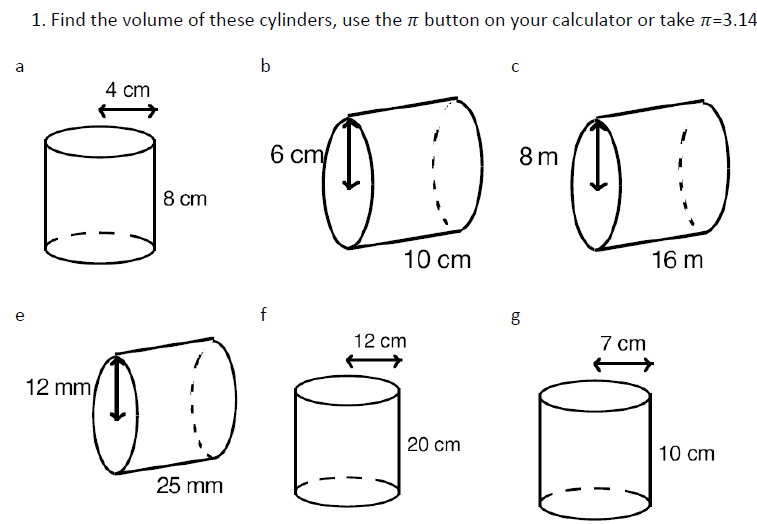 1. Find the volume of these cylinders, use the π button on your calculator or take π=3.14
a
b
c
4 cm
8 cm
6 cm
10 cm
8 m
16 m
e
f
g
12 mm
25 mm
12 cm
20 cm
7 cm
10 cm